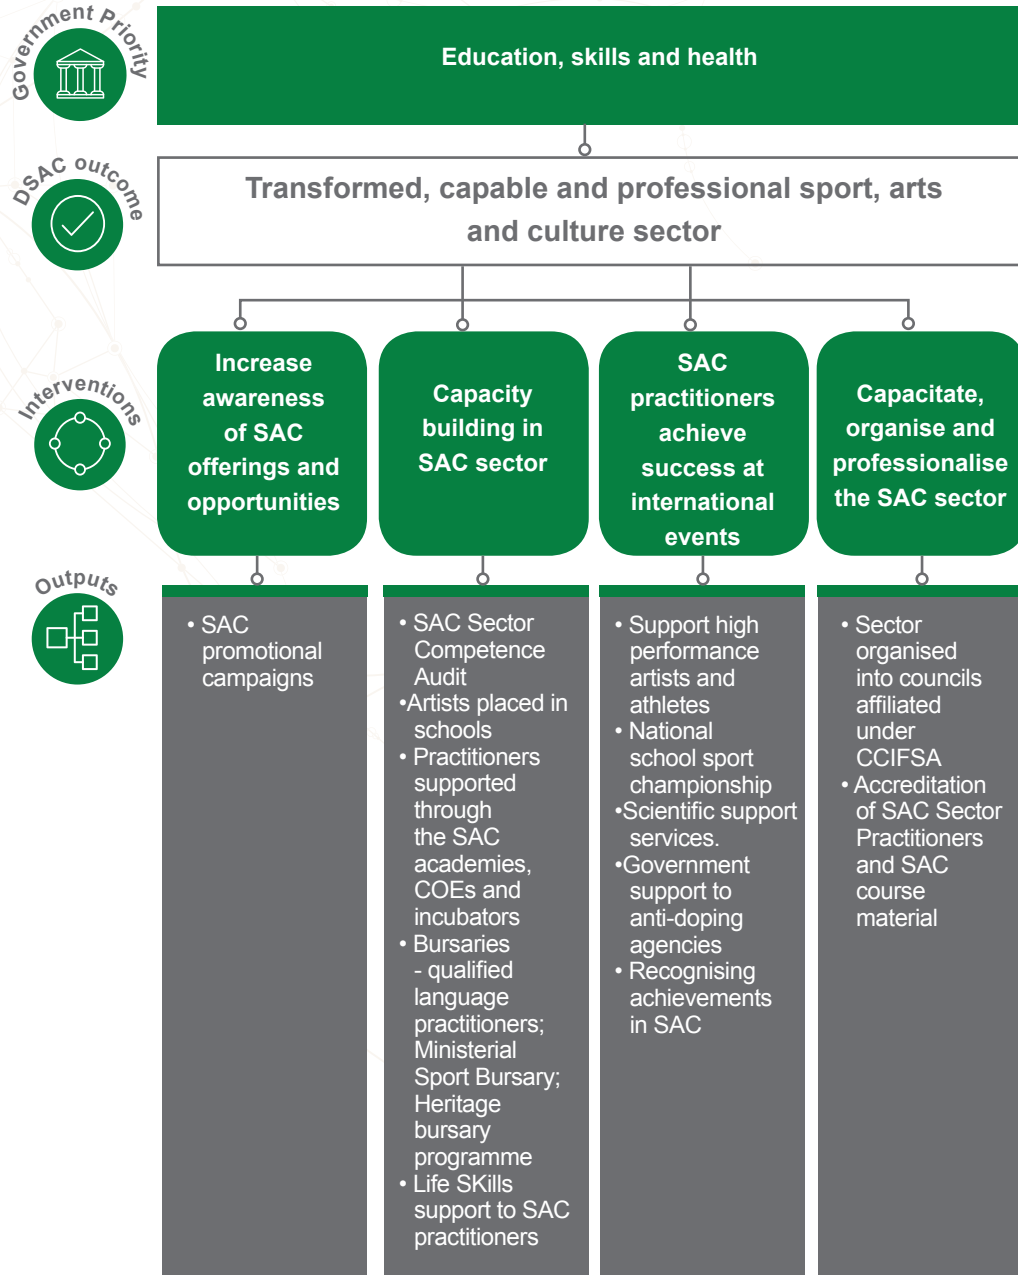 Government Priority
Education, skills and health
DSAC outcome
Transformed, capable and professional sport, arts
and culture sector
Interventions
Increase
awareness
of SAC
offerings and
opportunities
Capacity
building in
SAC sector
SAC
practitioners
achieve
success at
international
events
Capacitate,
organise and
professionalise
the SAC sector
Outputs
• SAC
promotional
campaigns
• SAC Sector
Competence
Audit
•Artists placed in
schools
• Practitioners
supported
through
the SAC
academies,
COEs and
incubators
• Bursaries
- qualified
language
practitioners;
Ministerial
Sport Bursary;
Heritage
bursary
programme
• Life SKills
support to SAC
practitioners
• Support high
performance
artists and
athletes
• National
school sport
championship
•Scientific support
services.
•Government
support to
anti-doping
agencies
• Recognising
achievements
in SAC
• Sector
organised
into councils
affiliated
under
CCIFSA
• Accreditation
of SAC Sector
Practitioners
and SAC
course
material